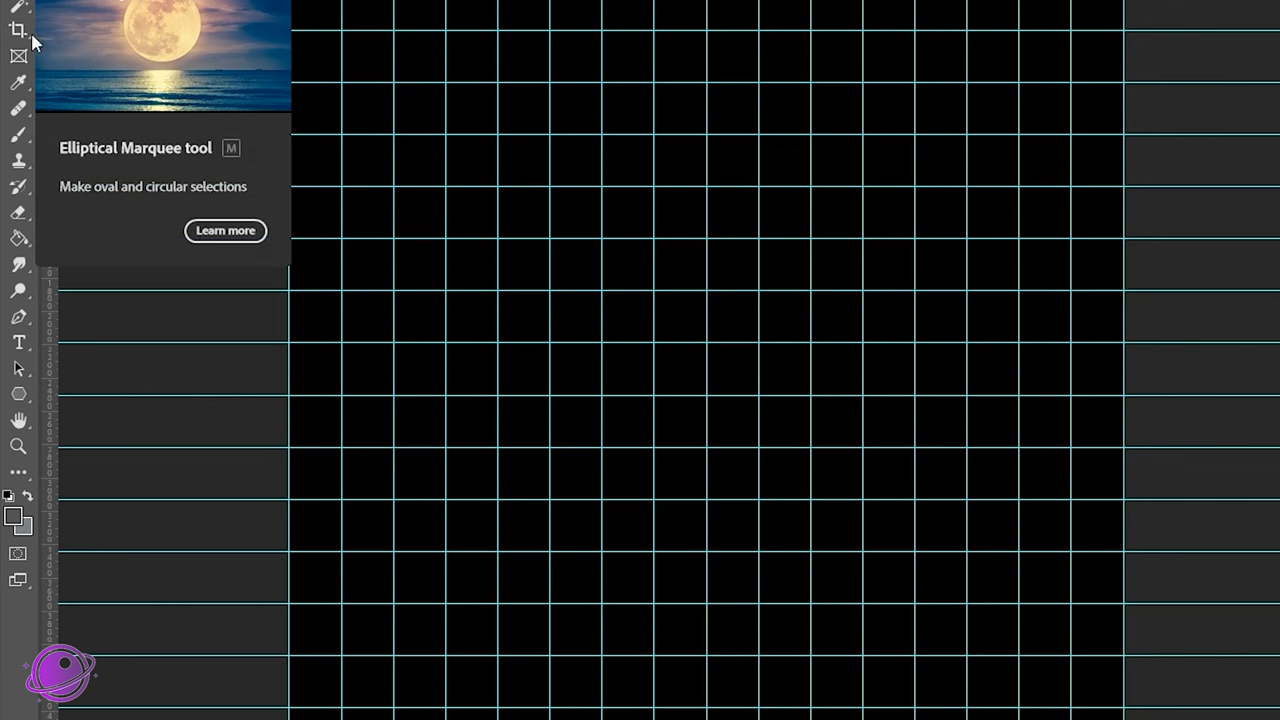 Elliptical Marquee tool M
Make oval and circular selections
Learn more